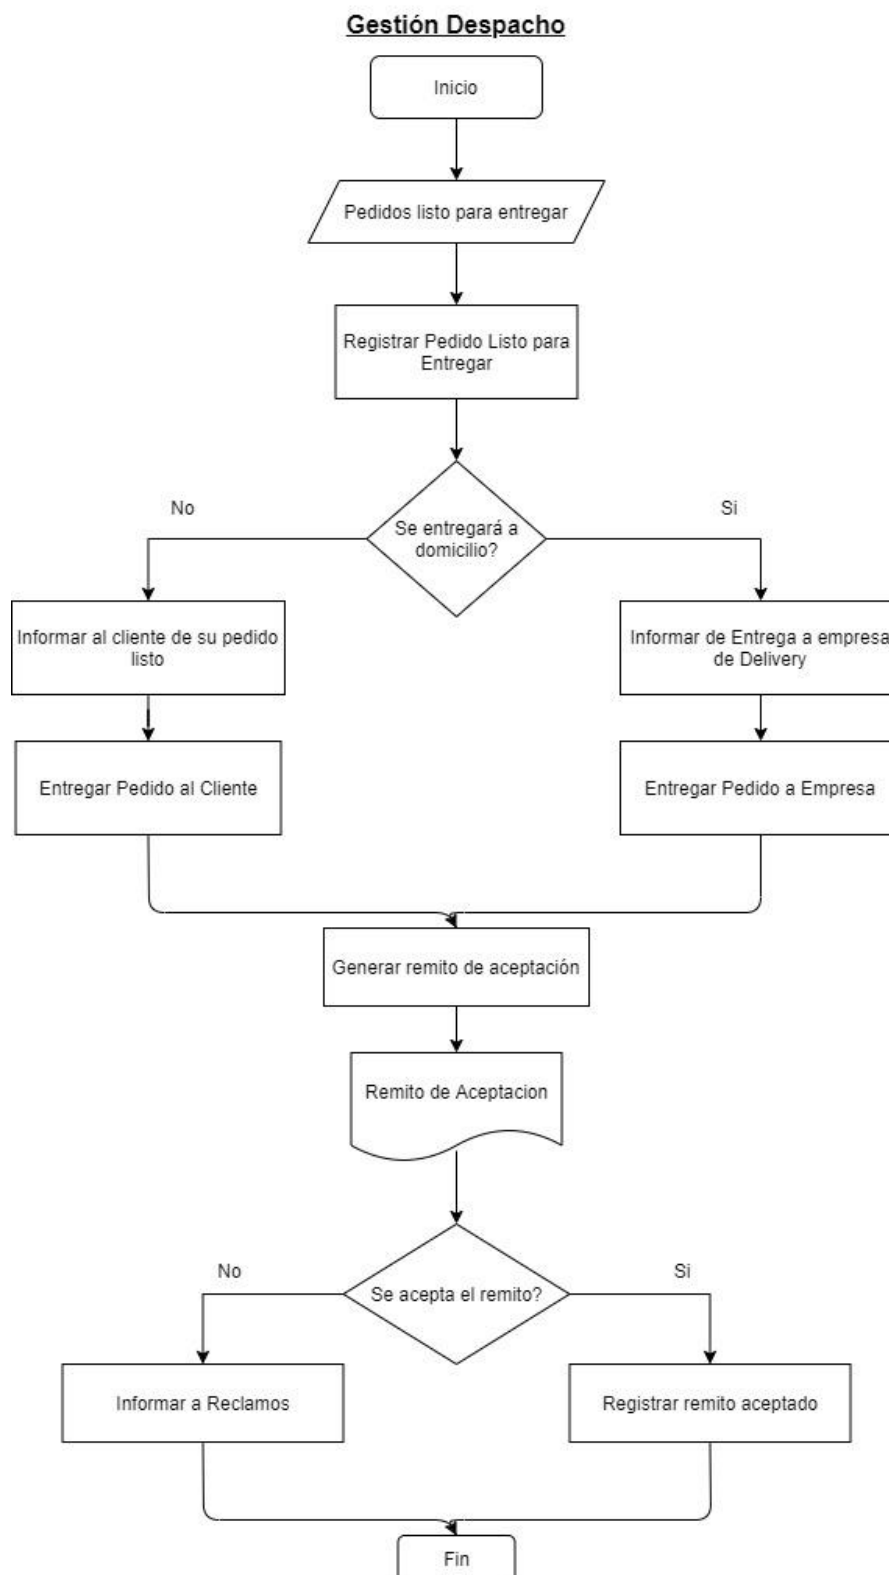 Gestión Despacho
Inicio
Pedidos listo para entregar
Registrar Pedido Listo para
Entregar
Se entregará a
domicilio?
No
Si
Informar al cliente de su pedido
listo
Informar de Entrega a empresa
de Delivery
Entregar Pedido al Cliente
Entregar Pedido a Empresa
Generar remito de aceptación
Remito de Aceptacion
Se acepta el remito?
No
Si
Informar a Reclamos
Registrar remito aceptado
Fin